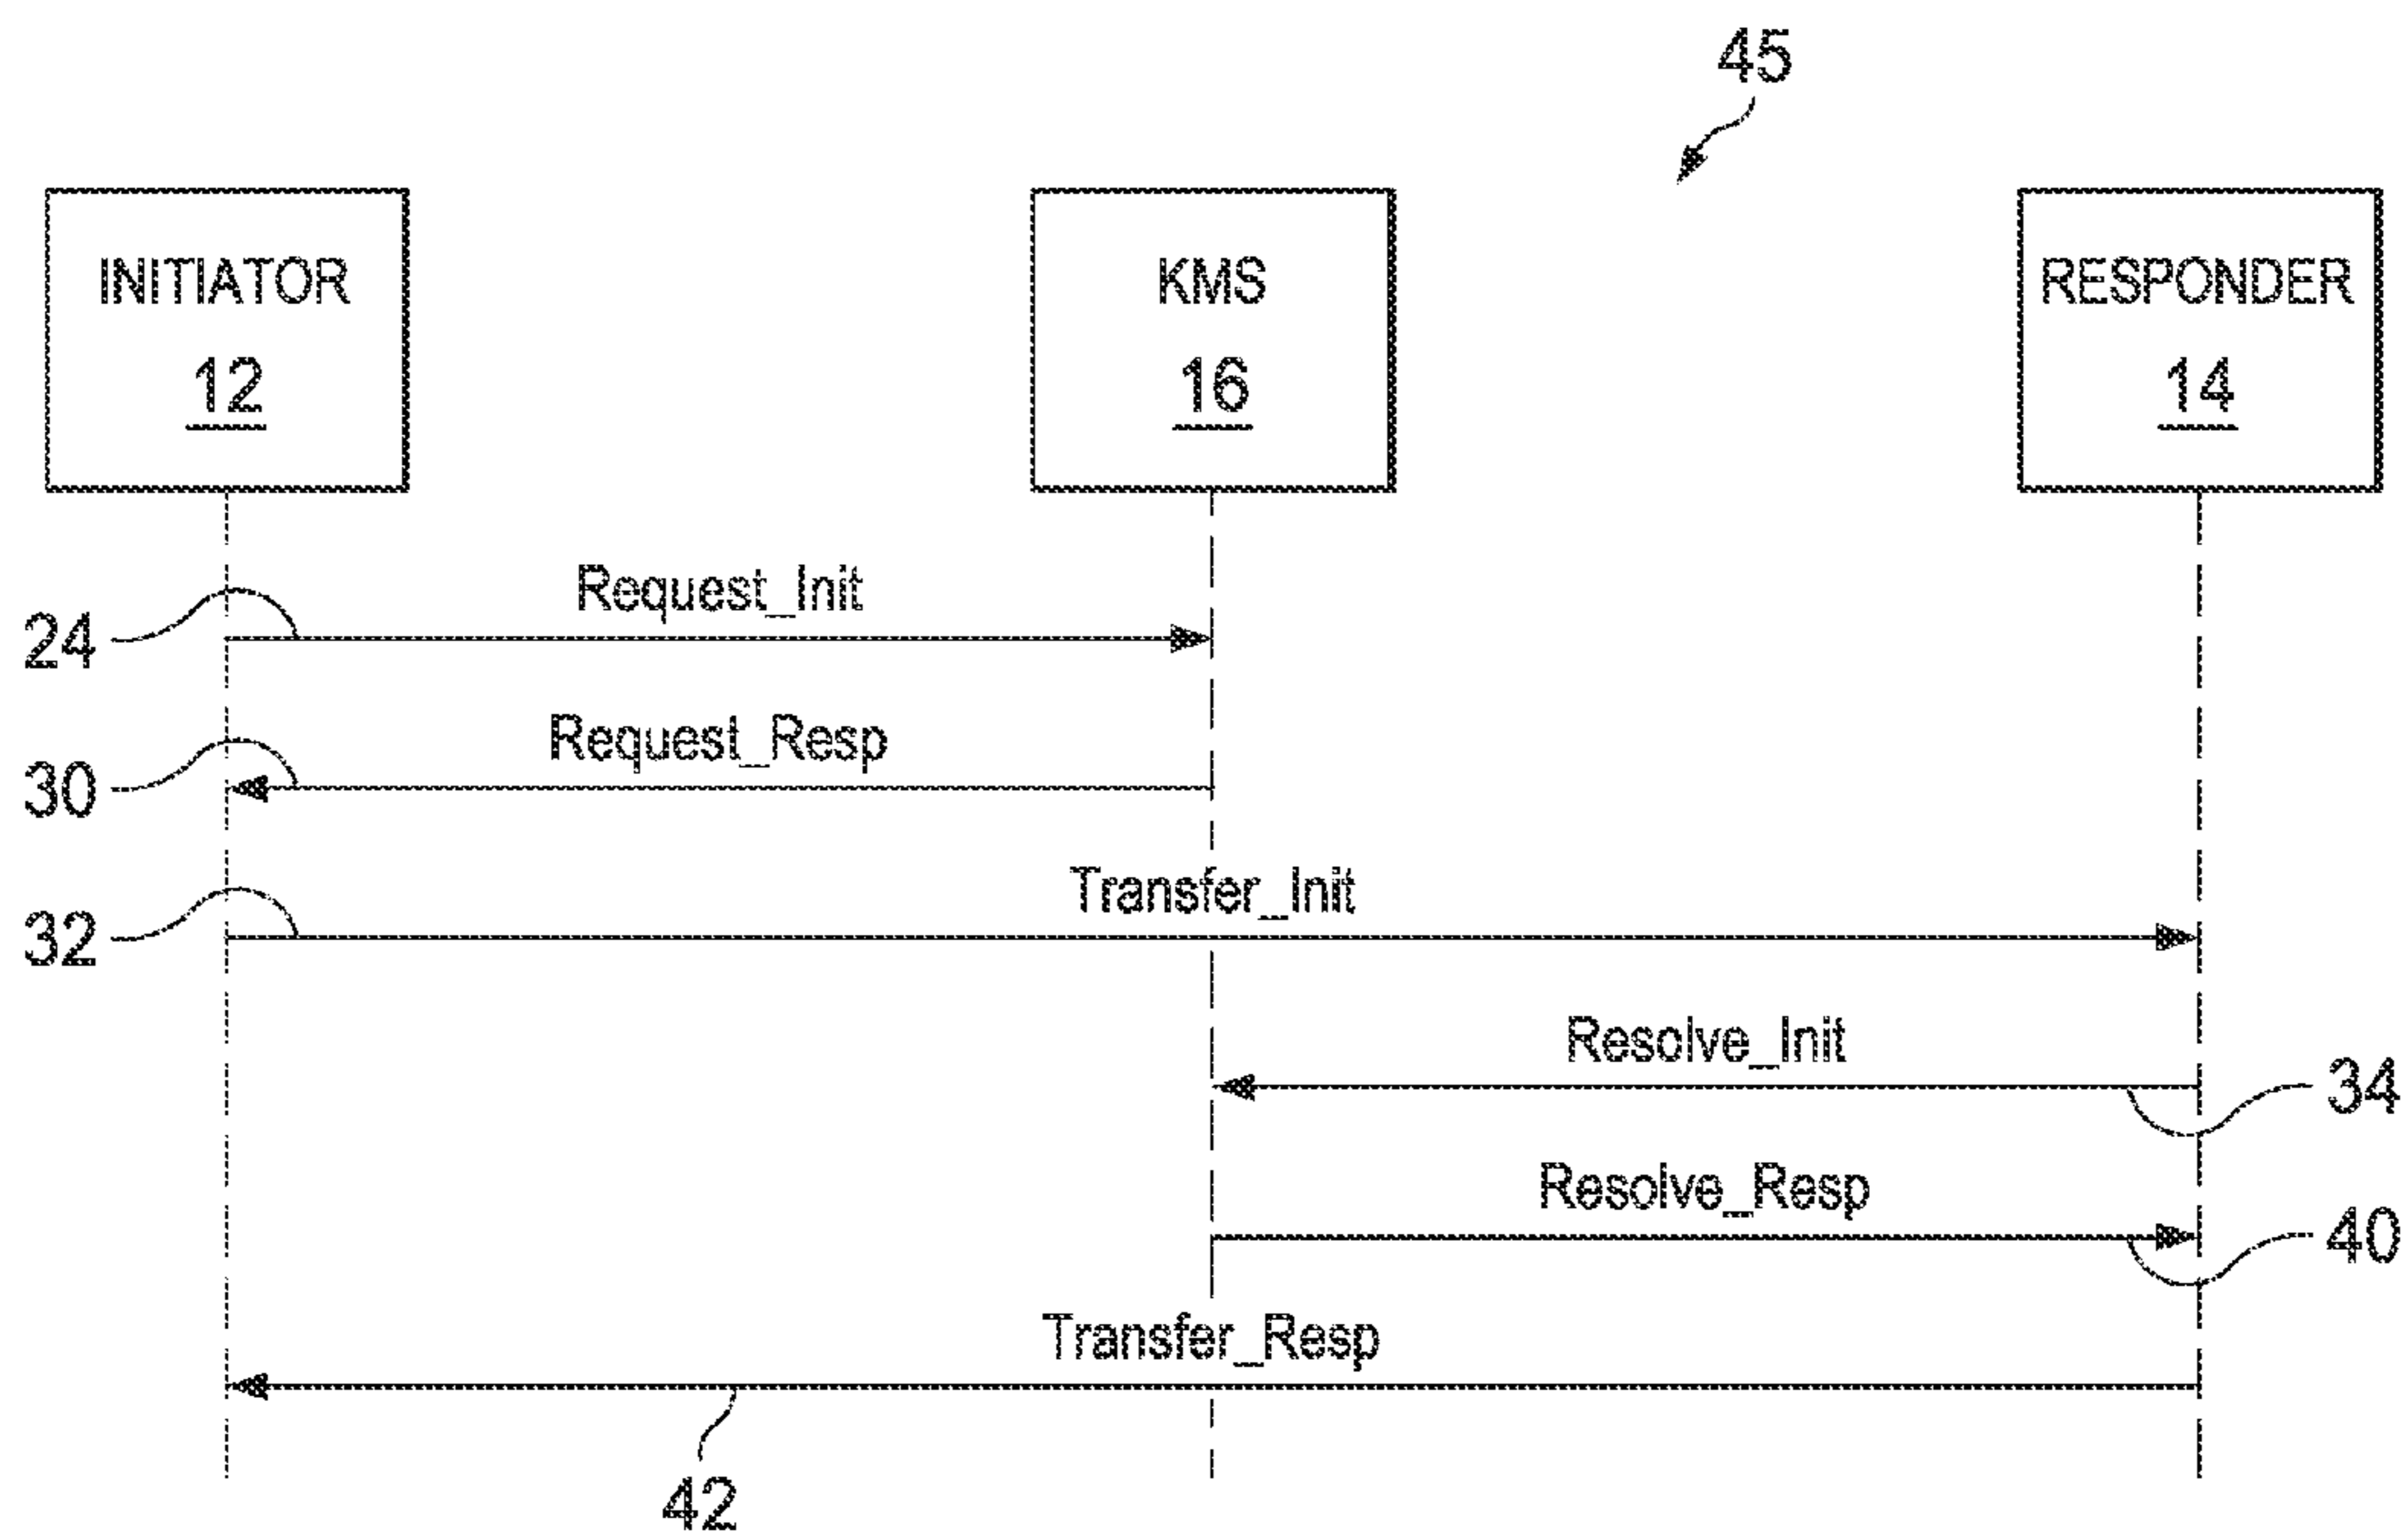 45
INITIATOR
12
KMS
16
RESPONDER
14
Request_Init
24
Request_Resp
30
Transfer_Init
32
Resolve_Init
34
Resolve_Resp
40
Transfer_Resp
42